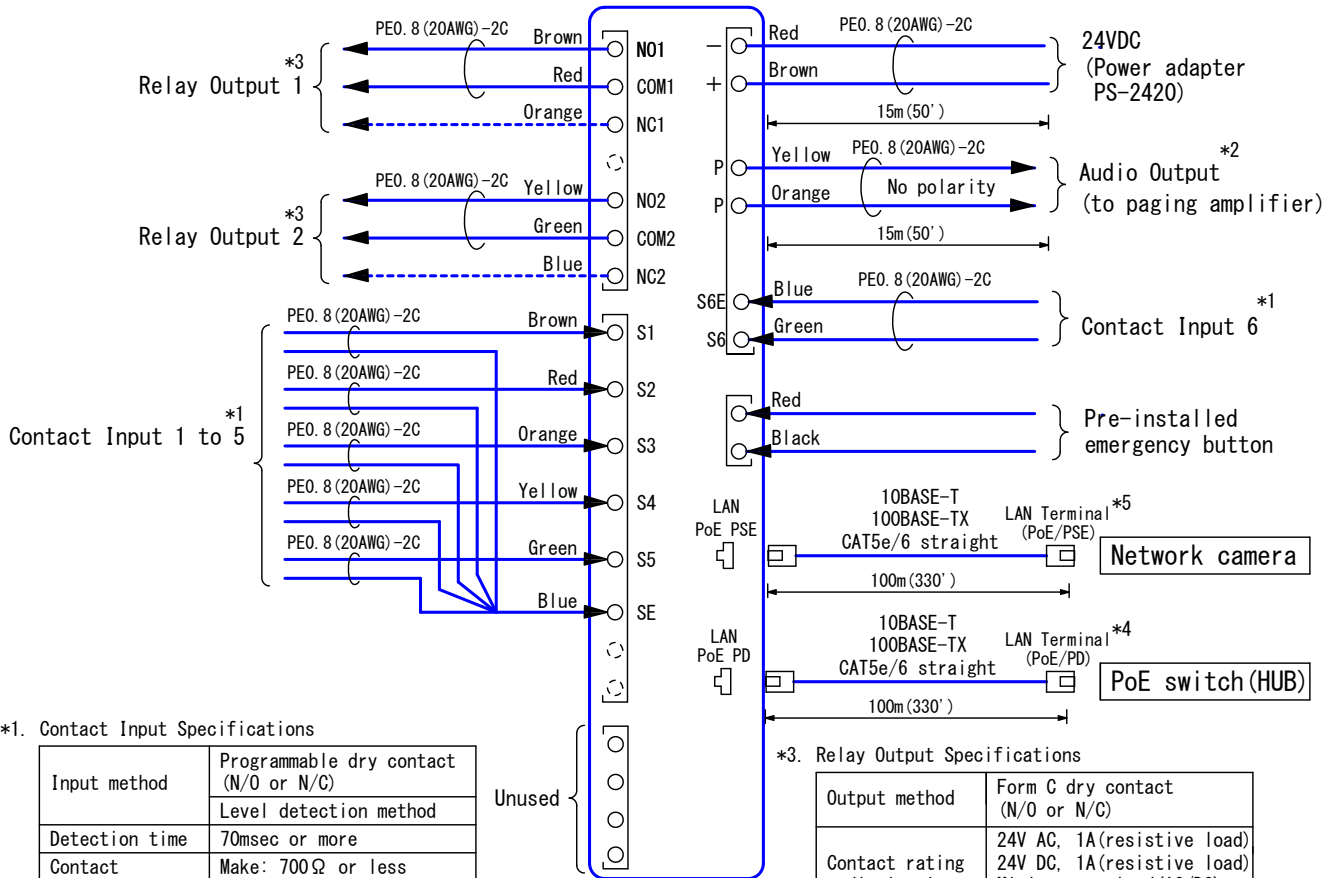 PE0.8(20AWG)-2C
Brown
NO1
*3
Relay Output 1
Red
COM1
Orange
NC1
PE0.8(20AWG)-2C
Yellow
NO2
*3
Relay Output 2
Green
COM2
Blue
NC2
PE0.8(20AWG)-2C
Brown
S1
PE0.8(20AWG)-2C
Red
S2
*1
Contact Input 1 to 5
PE0.8(20AWG)-2C
Orange
S3
PE0.8(20AWG)-2C
Yellow
S4
PE0.8(20AWG)-2C
Green
S5
Blue
SE
Unused
− Red
PE0.8(20AWG)-2C
+ Brown
24VDC
(Power adapter
PS-2420)
15m(50')
P Yellow
PE0.8(20AWG)-2C
No polarity
P Orange
*2
Audio Output
(to paging amplifier)
15m(50')
S6E Blue
PE0.8(20AWG)-2C
S6 Green
*1
Contact Input 6
Red
Black
Pre-installed
emergency button
LAN
PoE PSE
10BASE-T
100BASE-TX
CAT5e/6 straight
LAN Terminal *5
(PoE/PSE)
Network camera
100m(330')
LAN
PoE PD
10BASE-T
100BASE-TX
CAT5e/6 straight
LAN Terminal *4
(PoE/PD)
PoE switch(HUB)
100m(330')
*1. Contact Input Specifications
Input method
Programmable dry contact
(N/O or N/C)
Level detection method
Detection time
70msec or more
Contact
Make: 700Ω or less
*3. Relay Output Specifications
Output method
Form C dry contact
(N/O or N/C)
Contact rating
24V AC, 1A(resistive load)
24V DC, 1A(resistive load)